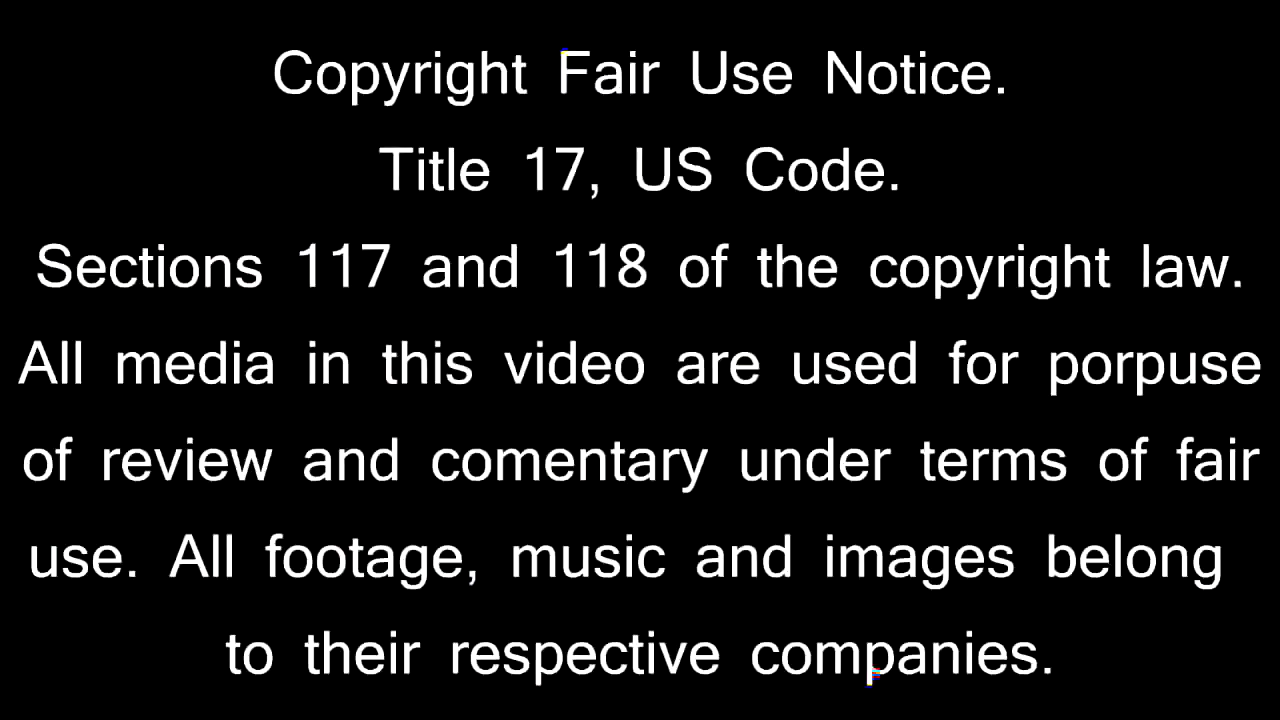 Copyright Fair Use Notice.
Title 17, US Code.
Sections 117 and 118 of the copyright law.
All media in this video are used for porpuse
of review and comentary under terms of fair
use. All footage, music and images belong
to their respective companies.